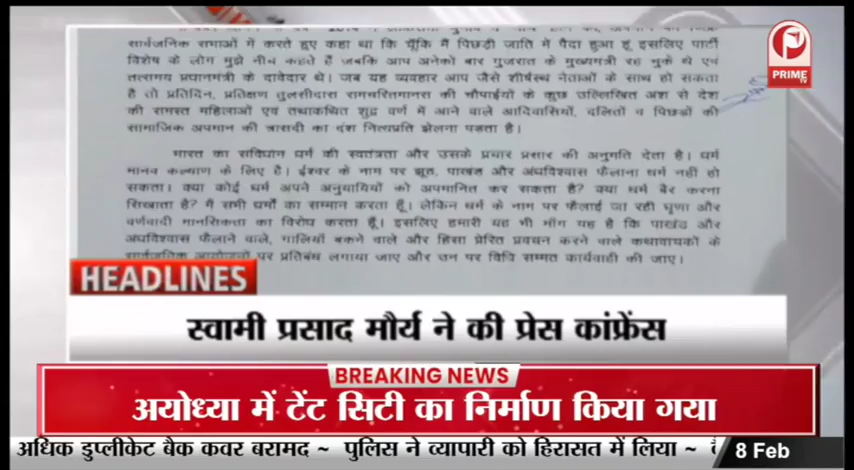 सार्वजनिक सभाओं में करते हुए कहा था कि चूँकि मैं पिछड़ी जाति में पैदा हुआ हूं इसलिए पार्टी
विशेष के लोग मुझे नीच कहते हैं जबकि आप अनेकों बार गुजरात के मुख्यमंत्री रह चुके थे एवं
तत्समय प्रधानमंत्री के दावेदार थे। जब यह व्यवहार आप जैसे शीर्षस्थ नेताओं के साथ हो सकता
है तो प्रतिदिन, प्रतिक्षण तुलसीदास रामचरितमानस की चौपाईयों के कुछ उल्लिखित अंश से देश
की समस्त महिलाओं एवं तथाकथित शुद्र वर्ण में आने वाले आदिवासियों, दलितों व पिछड़ों की
सामाजिक अपमान की त्रासदी का दंश नित्यप्रति झेलना पड़ता है।
भारत का संविधान धर्म की स्वतंत्रता और उसके प्रचार प्रसार की अनुमति देता है। धर्म
मानव कल्याण के लिए है। ईश्वर के नाम पर झूठ, पाखंड और अंधविश्वास फैलाना धर्म नहीं हो
सकता। क्या कोई धर्म अपने अनुयायियों को अपमानित कर सकता है? क्या धर्म बैर करना
सिखाता है? मैं सभी धर्मों का सम्मान करता हूँ। लेकिन धर्म के नाम पर फैलाई जा रही घृणा और
वर्णवादी मानसिकता का विरोध करता हूँ। इसलिए हमारी यह भी माँग यह है कि पाखंड और
अंधविश्वास फैलाने वाले, गालियाँ बकने वाले और हिंसा प्रेरित प्रवचन करने वाले कथावाचकों के
सार्वजनिक आयोजनों पर प्रतिबंध लगाया जाए और उन पर विधि सम्मत कार्यवाही की जाए।
PRIME
TV
HEADLINES
स्वामी प्रसाद मौर्य ने की प्रेस कांफ्रेंस
BREAKING NEWS
अयोध्या में टेंट सिटी का निर्माण किया गया
अधिक डुप्लीकेट बैक कवर बरामद ~ पुलिस ने व्यापारी को हिरासत में लिया ~
8 Feb